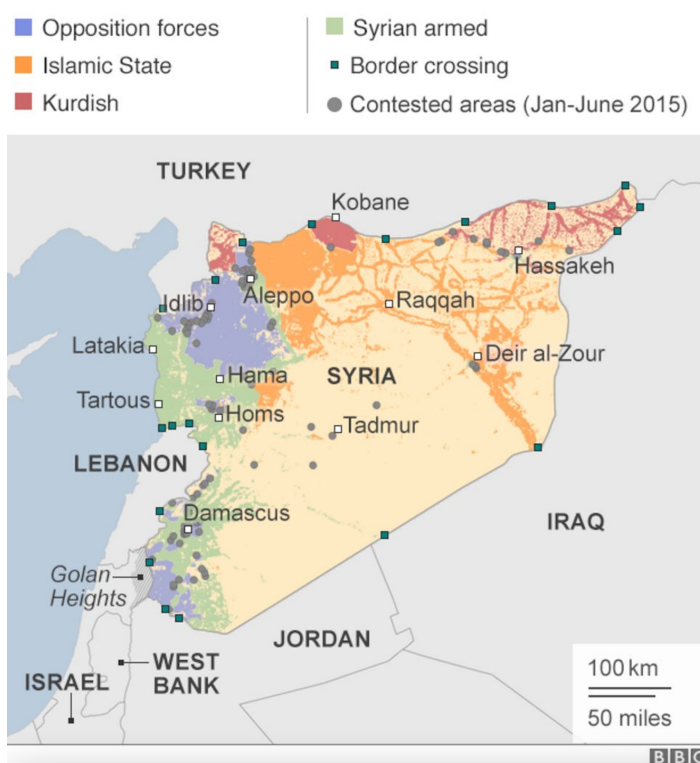 Opposition forces
Syrian armed
Islamic State
Border crossing
Kurdish
Contested areas (Jan-June 2015)
TURKEY
Kobane
Hassakeh
Aleppo
Idlib
Raqqah
Latakia
Deir al-Zour
Hama
SYRIA
Tartous
Homs
Tadmur
LEBANON
Damascus
IRAQ
Golan
Heights
JORDAN
WEST
BANK
ISRAEL
100 km
50 miles
BBC